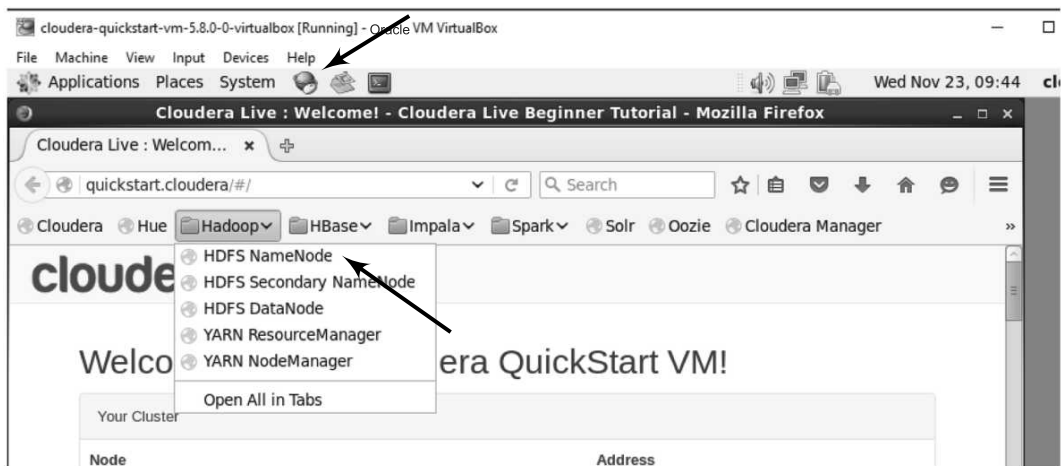 cloudera-quickstart-vm-5.8.0-0-virtualbox [Running] - Oracle VM VirtualBox
File Machine View Input Devices Help
Applications Places System Wed Nov 23, 09:44
Cloudera Live : Welcome! - Cloudera Live Beginner Tutorial - Mozilla Firefox
Cloudera Live : Welcom...
quickstart.cloudera/#/ Search
Cloudera Hue Hadoop HBase Impala Spark Solr Oozie Cloudera Manager »
HDFS NameNode
cloude
HDFS Secondary NameNode
HDFS DataNode
YARN ResourceManager
YARN NodeManager
Open All in Tabs
Welco era QuickStart VM!
Your Cluster
Node Address